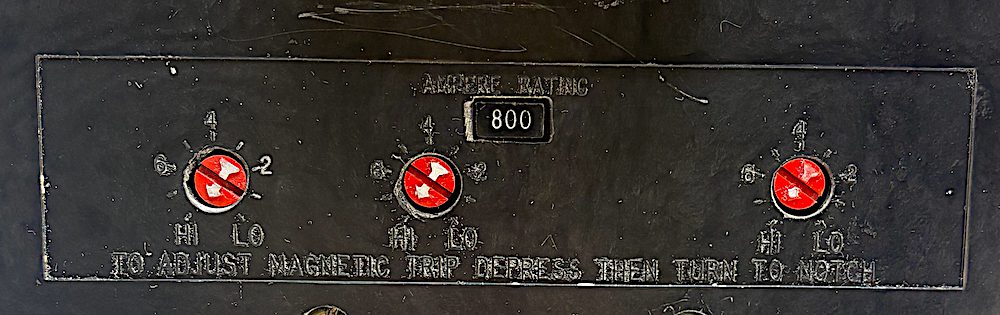 AMPERE RATING
800
4 4 4
6 2 6 2 6 2
HI LO HI LO HI LO
TO ADJUST MAGNETIC TRIP DEPRESS THEN TURN TO NOTCH